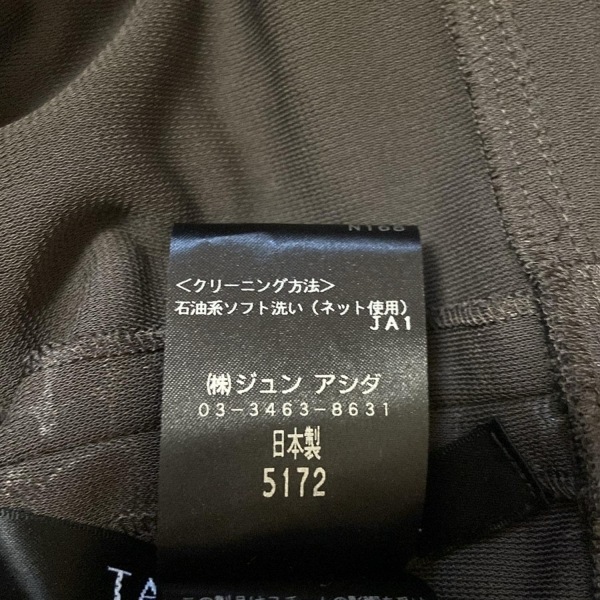 <クリーニング方法>
石油系ソフト洗い(ネット使用)
JA1
㈱ジュン アシダ
03-3463-8631
日本製
5172